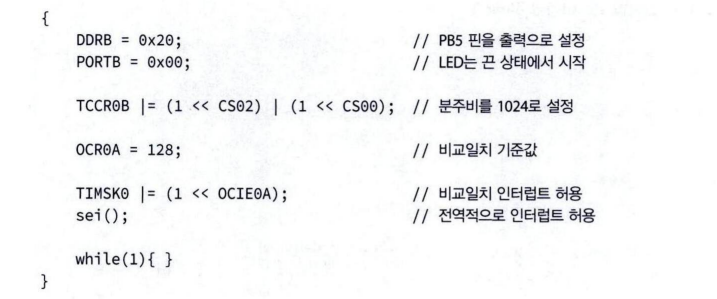 {
DDRB = 0x20; // PB5 핀을 출력으로 설정
PORTB = 0x00; // LED는 끈 상태에서 시작
TCCR0B |= (1 << CS02) | (1 << CS00); // 분주비를 1024로 설정
OCR0A = 128; // 비교일치 기준값
TIMSK0 |= (1 << OCIE0A); // 비교일치 인터럽트 허용
sei(); // 전역적으로 인터럽트 허용
while(1){ }
}